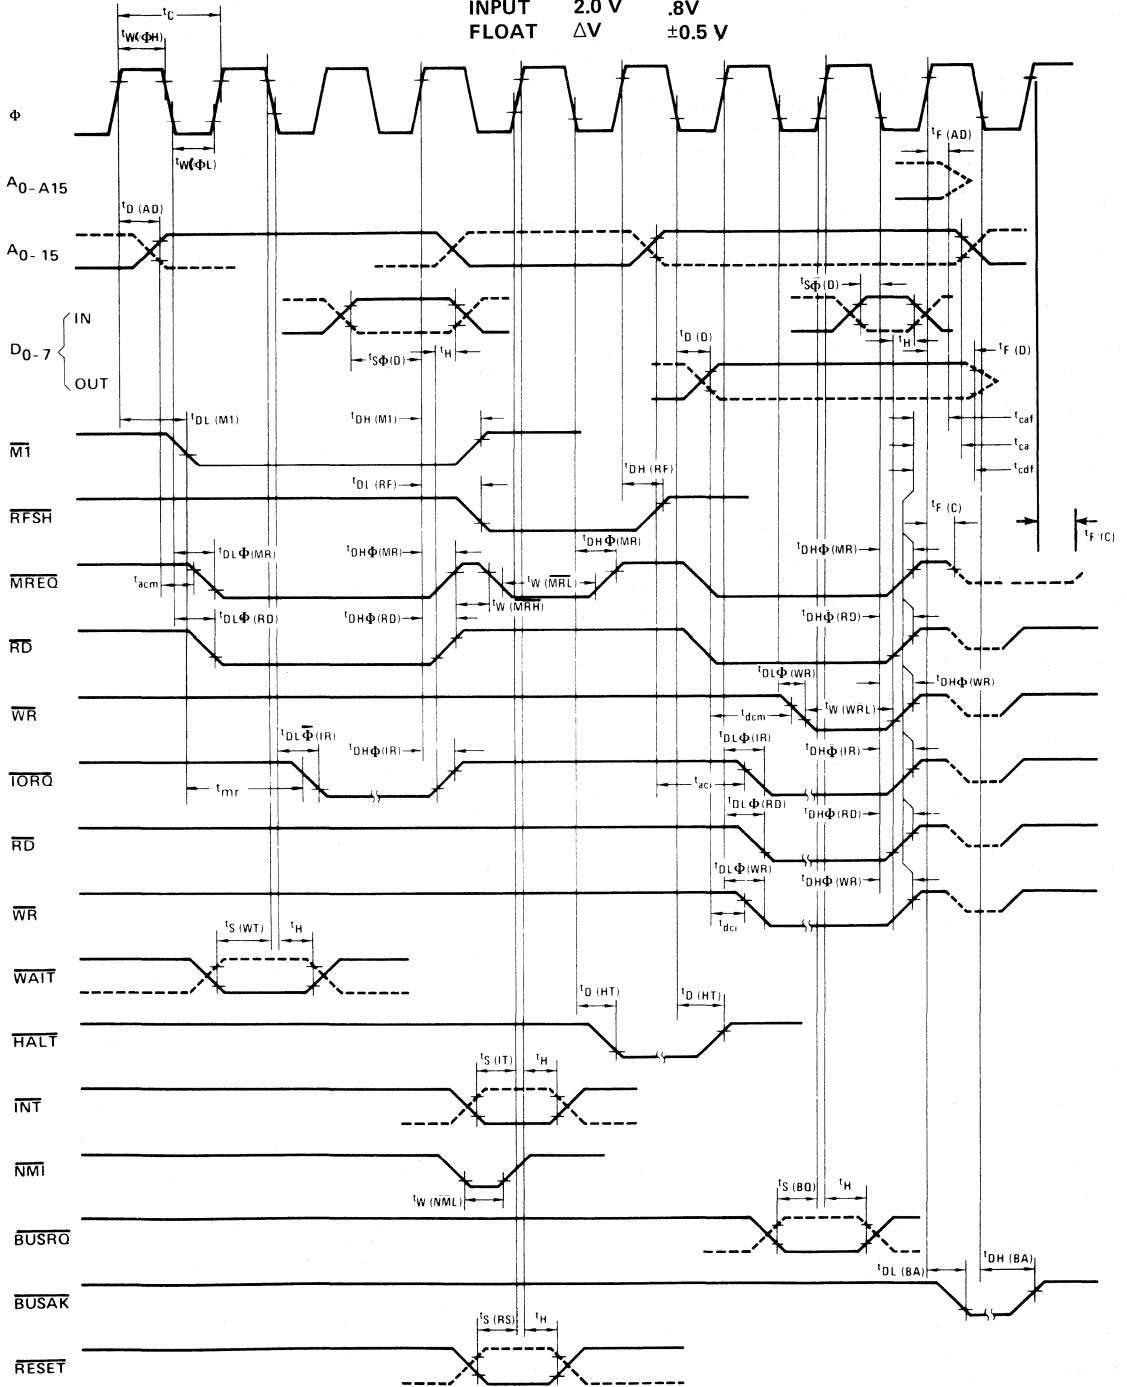 INPUT 2.0 V .8V
FLOAT ΔV ±0.5 V
tC
tW(ΦH)
Φ
tW(ΦL)
tF (AD)
A0-A15
tD (AD)
A0-15
tSΦ̄(D)
IN
D0-7
OUT
tSΦ(D)
tH
tD (D)
tH
tF (D)
tDL (M1)
tDH (M1)
tcaf
M1
tca
tDL (RF)
tDH (RF)
tcdf
RFSH
tF (C)
tF (C)
tDLΦ̄(MR)
tDHΦ(MR)
tDHΦ̄(MR)
tDHΦ̄(MR)
MREQ
tacm
tW (MRL)
tW (MRH)
tDLΦ̄(RD)
tDHΦ(RD)
tDHΦ̄(RD)
RD
tDLΦ̄(WR)
tDHΦ̄(WR)
WR
tdcm
tW (WRL)
tDLΦ̄(IR)
tDHΦ(IR)
tDLΦ(IR)
tDHΦ̄(IR)
IORQ
tmr
taci
tDLΦ(RD)
tDHΦ̄(RD)
RD
tDLΦ(WR)
tDHΦ̄(WR)
WR
tdci
tS (WT)
tH
WAIT
tD (HT)
tD (HT)
HALT
tS (IT)
tH
INT
NMI
tW (NML)
tS (BQ)
tH
BUSRQ
tDL (BA)
tDH (BA)
BUSAK
tS (RS)
tH
RESET